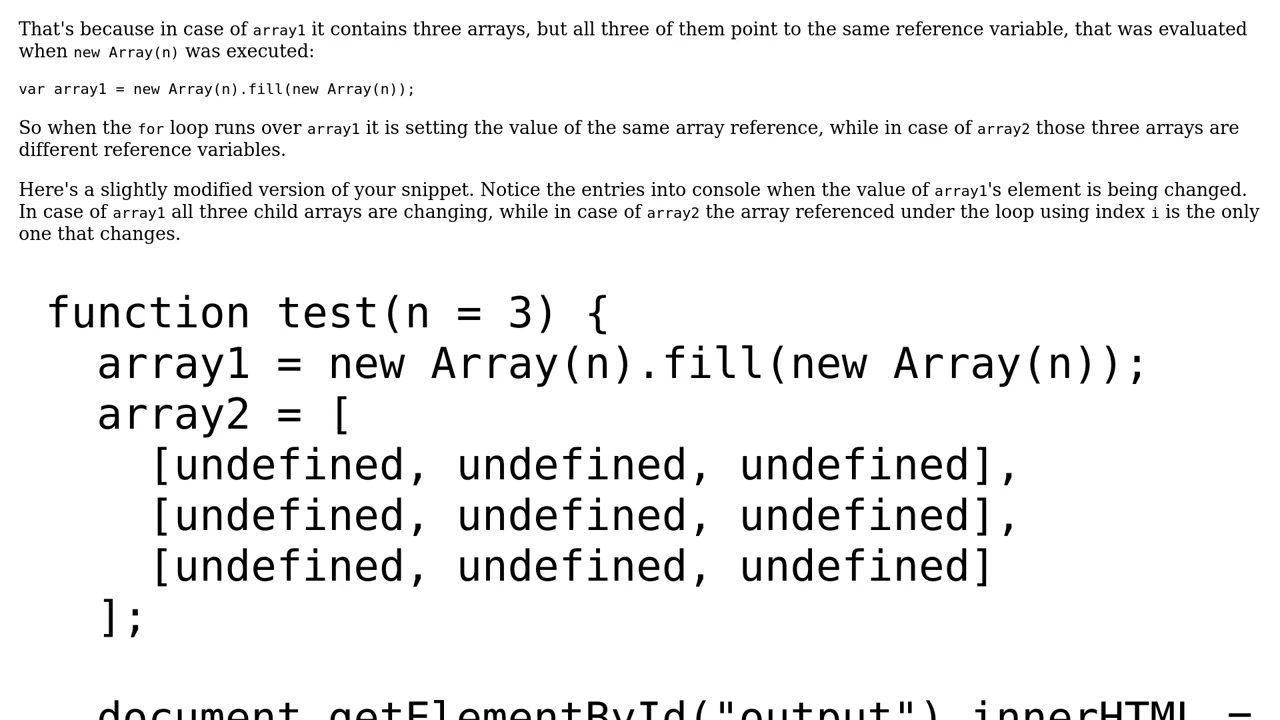 That's because in case of array1 it contains three arrays, but all three of them point to the same reference variable, that was evaluated
when new Array(n) was executed:
var array1 = new Array(n).fill(new Array(n));
So when the for loop runs over array1 it is setting the value of the same array reference, while in case of array2 those three arrays are
different reference variables.
Here's a slightly modified version of your snippet. Notice the entries into console when the value of array1's element is being changed.
In case of array1 all three child arrays are changing, while in case of array2 the array referenced under the loop using index i is the only
one that changes.
function test(n = 3) {
  array1 = new Array(n).fill(new Array(n));
  array2 = [
    [undefined, undefined, undefined],
    [undefined, undefined, undefined],
    [undefined, undefined, undefined]
  ];
  document.getElementById("output").innerHTML =